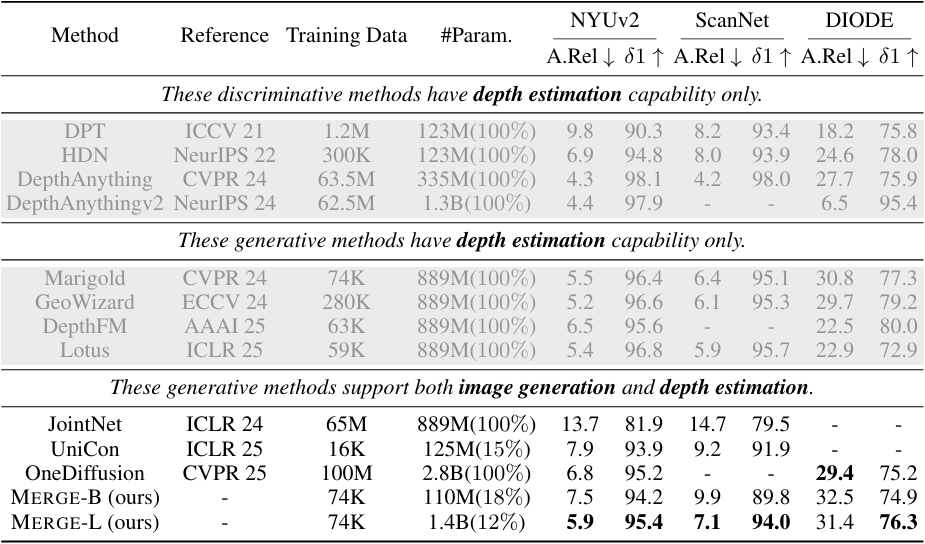 Method Reference Training Data #Param. NYUv2 ScanNet DIODE
A.Rel ↓ δ1 ↑ A.Rel ↓ δ1 ↑ A.Rel ↓ δ1 ↑
These discriminative methods have depth estimation capability only.
DPT ICCV 21 1.2M 123M(100%) 9.8 90.3 8.2 93.4 18.2 75.8
HDN NeurIPS 22 300K 123M(100%) 6.9 94.8 8.0 93.9 24.6 78.0
DepthAnything CVPR 24 63.5M 335M(100%) 4.3 98.1 4.2 98.0 27.7 75.9
DepthAnythingv2 NeurIPS 24 62.5M 1.3B(100%) 4.4 97.9 - - 6.5 95.4
These generative methods have depth estimation capability only.
Marigold CVPR 24 74K 889M(100%) 5.5 96.4 6.4 95.1 30.8 77.3
GeoWizard ECCV 24 280K 889M(100%) 5.2 96.6 6.1 95.3 29.7 79.2
DepthFM AAAI 25 63K 889M(100%) 6.5 95.6 - - 22.5 80.0
Lotus ICLR 25 59K 889M(100%) 5.4 96.8 5.9 95.7 22.9 72.9
These generative methods support both image generation and depth estimation.
JointNet ICLR 24 65M 889M(100%) 13.7 81.9 14.7 79.5 - -
UniCon ICLR 25 16K 125M(15%) 7.9 93.9 9.2 91.9 - -
OneDiffusion CVPR 25 100M 2.8B(100%) 6.8 95.2 - - 29.4 75.2
MERGE-B (ours) - 74K 110M(18%) 7.5 94.2 9.9 89.8 32.5 74.9
MERGE-L (ours) - 74K 1.4B(12%) 5.9 95.4 7.1 94.0 31.4 76.3